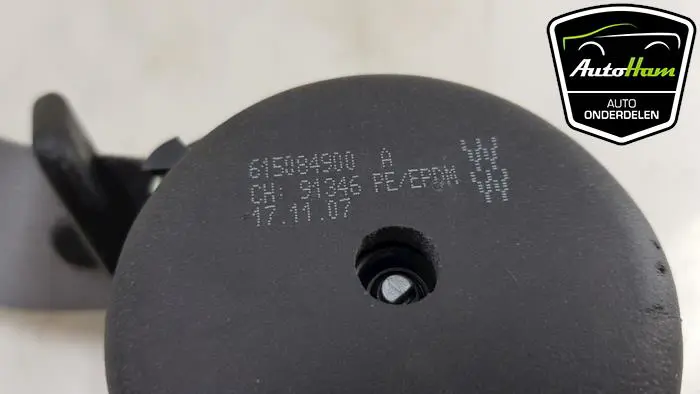 615084900 A
CH: 91346 PE/EPDM
17.11.07
AutoHam
AUTO
ONDERDELEN